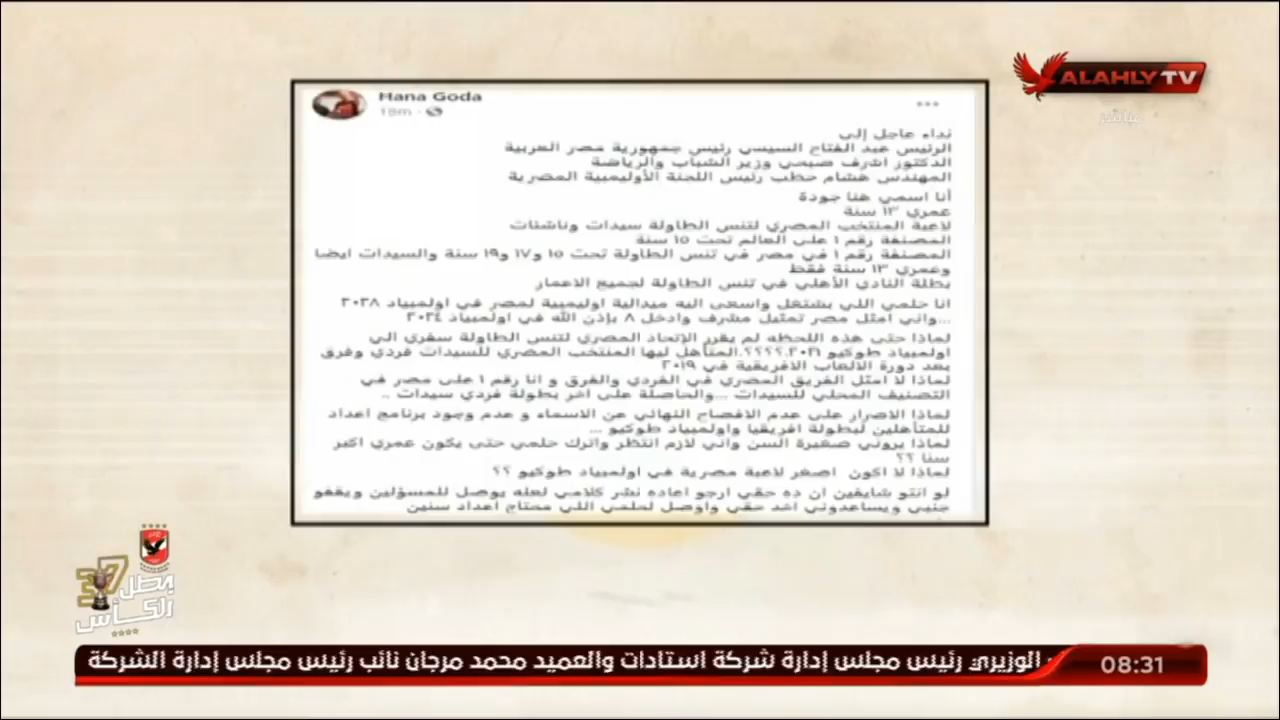 ALAHLY TV
مباشر
Hana Goda
18m
نداء عاجل إلى
الرئيس عبد الفتاح السيسي رئيس جمهورية مصر العربية
الدكتور اشرف صبحي وزير الشباب والرياضة
المهندس هشام حطب رئيس اللجنة الأوليمبية المصرية
أنا اسمي هنا جودة
عمري ١٣ سنة
لاعبة المنتخب المصري لتنس الطاولة سيدات وناشئات
المصنفة رقم ١ على العالم تحت ١٥ سنة
المصنفة رقم ١ في مصر في تنس الطاولة تحت ١٥ و١٧ و١٩ سنة والسيدات ايضا
وعمري ١٣ سنة فقط
بطلة النادي الأهلي في تنس الطاولة لجميع الاعمار
انا حلمي اللي بشتغل واسعى اليه ميدالية اوليمبية لمصر في اولمبياد ٢٠٢٨
...واني امثل مصر تمثيل مشرف وادخل ٨ بإذن الله في اولمبياد ٢٠٢٤
لماذا حتى هذه اللحظه لم يقرر الإتحاد المصري لتنس الطاولة سفري الى
اولمبياد طوكيو ٢٠٢١.؟؟؟؟.المتأهل ليها المنتخب المصري للسيدات فردي وفرق
بعد دورة الالعاب الافريقية في ٢٠١٩
لماذا لا امثل الفريق المصري في الفردي والفرق و انا رقم ١ على مصر في
التصنيف المحلي للسيدات ...والحاصلة على اخر بطولة فردي سيدات ..
لماذا الاصرار على عدم الافصاح النهائي عن الاسماء و عدم وجود برنامج اعداد
للمتأهلين لبطولة افريقيا واولمبياد طوكيو ...
لماذا يروني صغيرة السن واني لازم انتظر واترك حلمي حتى يكون عمري اكبر
سنا ؟؟
لماذا لا اكون اصغر لاعبة مصرية في اولمبياد طوكيو ؟؟
لو انتو شايفين ان ده حقي ارجو اعاده نشر كلامي لعله يوصل للمسؤلين ويقفو
جنبي ويساعدوني اخد حقي واوصل لحلمي اللي محتاج اعداد سنين
37
بطل
الكأس
الوزيري رئيس مجلس إدارة شركة استادات والعميد محمد مرجان نائب رئيس مجلس إدارة الشركة
08:31